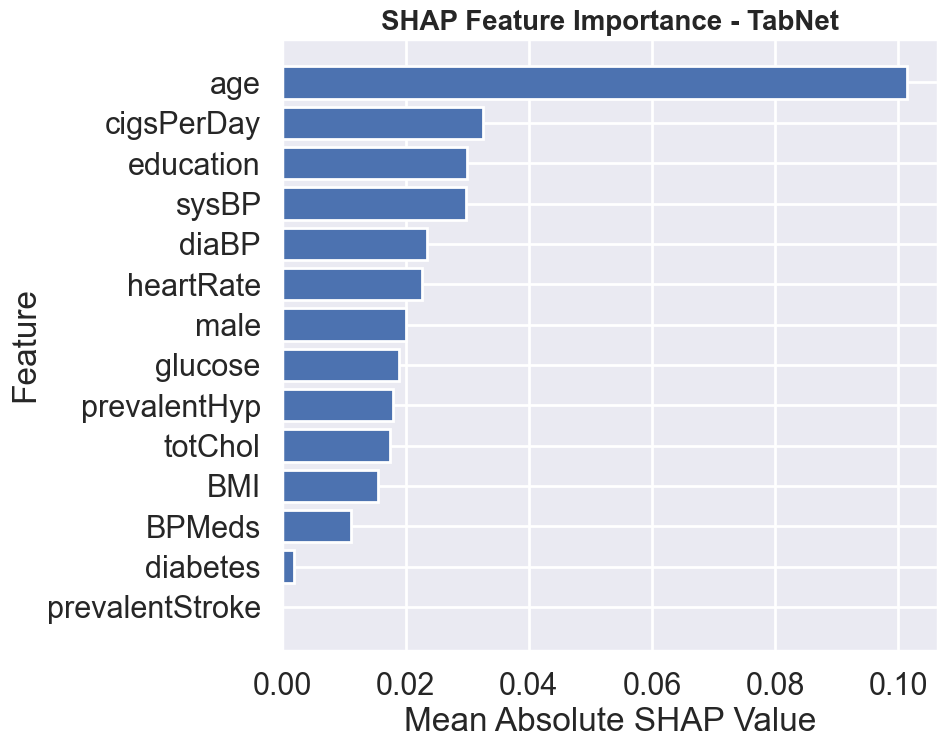 SHAP Feature Importance - TabNet
Feature
age
cigsPerDay
education
sysBP
diaBP
heartRate
male
glucose
prevalentHyp
totChol
BMI
BPMeds
diabetes
prevalentStroke
0.00 0.02 0.04 0.06 0.08 0.10
Mean Absolute SHAP Value